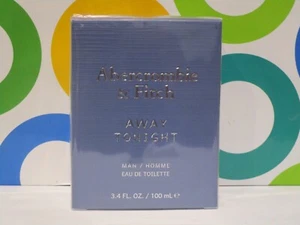 Abercrombie
& Fitch
AWAY
TONIGHT
MAN / HOMME
EAU DE TOILETTE
3.4 FL. OZ. / 100 mL ℮